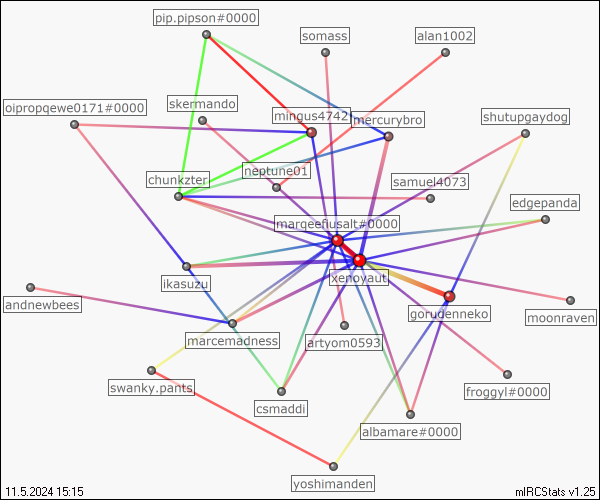 pip.pipson#0000
somass
alan1002
oipropqewe0171#0000
skermando
mingus4742
mercurybro
shutupgaydog
chunkzter
neptune01
samuel4073
edgepanda
marqeefiusalt#0000
ikasuzu
xenoyaut
gorudenneko
andnewbees
moonraven
marcemadness
artyom0593
swanky.pants
froggyl#0000
csmaddi
albamare#0000
yoshimanden
11.5.2024 15:15
mIRCStats v1.25